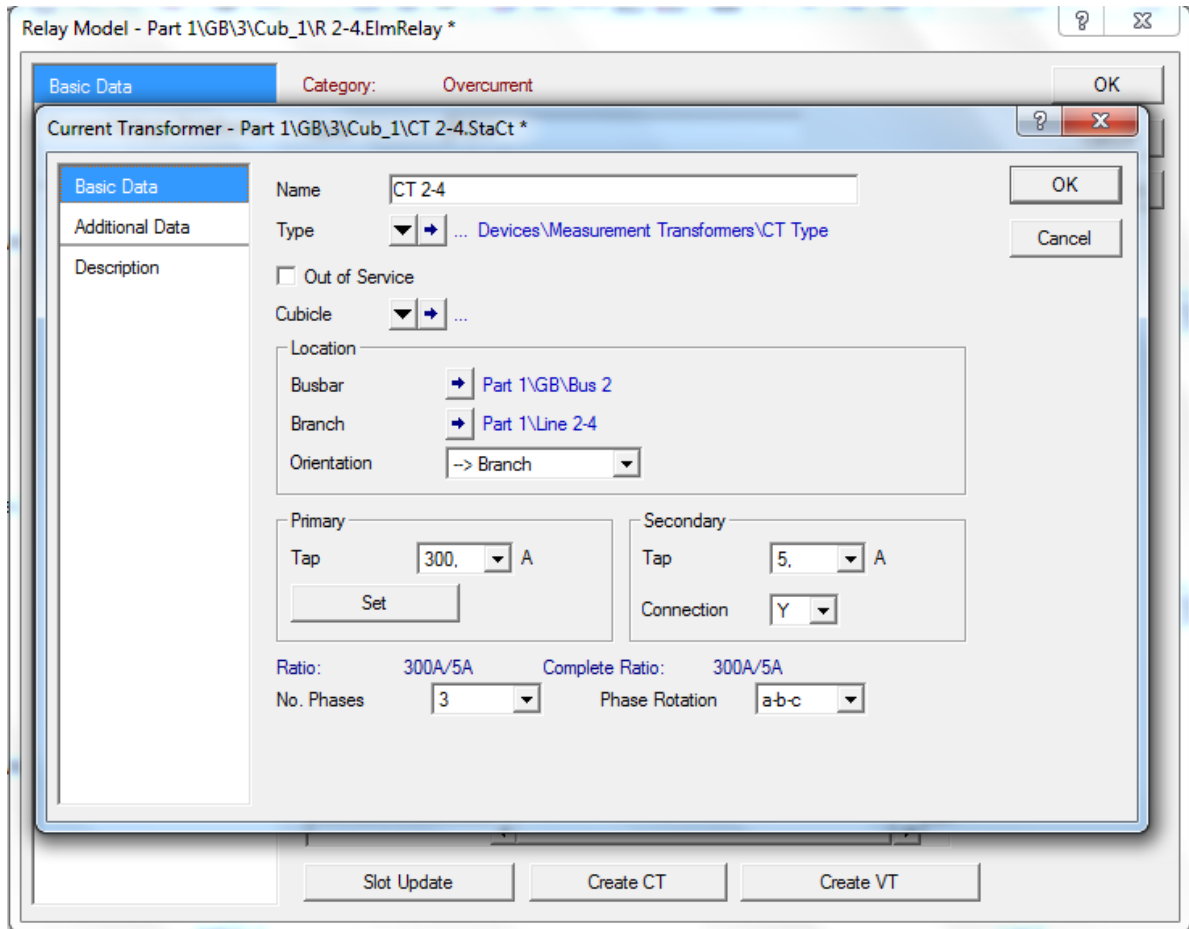 Relay Model - Part 1\GB\3\Cub_1\R 2-4.ElmRelay *
Basic Data Category: Overcurrent OK
Current Transformer - Part 1\GB\3\Cub_1\CT 2-4.StaCt *
Basic Data Name CT 2-4 OK
Additional Data Type ... Devices\Measurement Transformers\CT Type Cancel
Description Out of Service
Cubicle ...
Location
Busbar Part 1\GB\Bus 2
Branch Part 1\Line 2-4
Orientation --> Branch
Primary Secondary
Tap 300, A Tap 5, A
Set Connection Y
Ratio: 300A/5A Complete Ratio: 300A/5A
No. Phases 3 Phase Rotation a-b-c
Slot Update Create CT Create VT